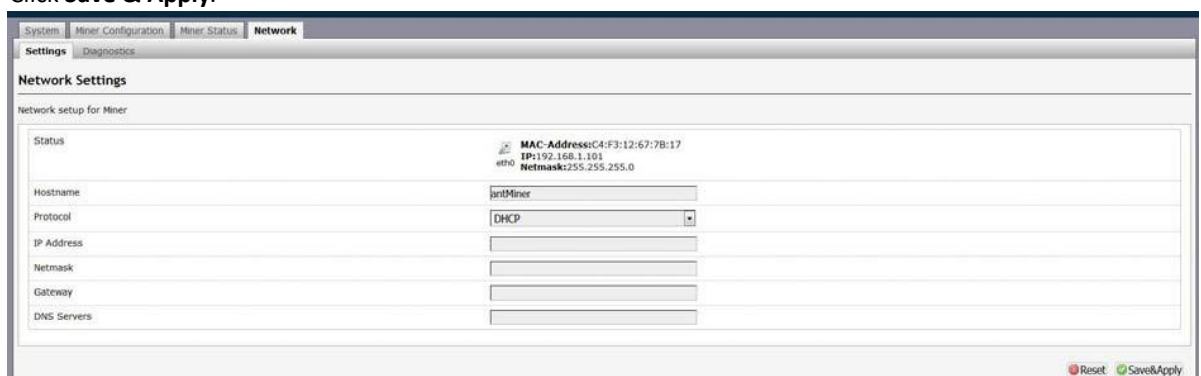 Click Save & Apply.
System Miner Configuration Miner Status Network
Settings Diagnostics
Network Settings
Network setup for Miner
Status
MAC-Address:C4:F3:12:67:7B:17
IP:192.168.1.101
eth0
Netmask:255.255.255.0
Hostname antMiner
Protocol DHCP
IP Address
Netmask
Gateway
DNS Servers
Reset Save&Apply